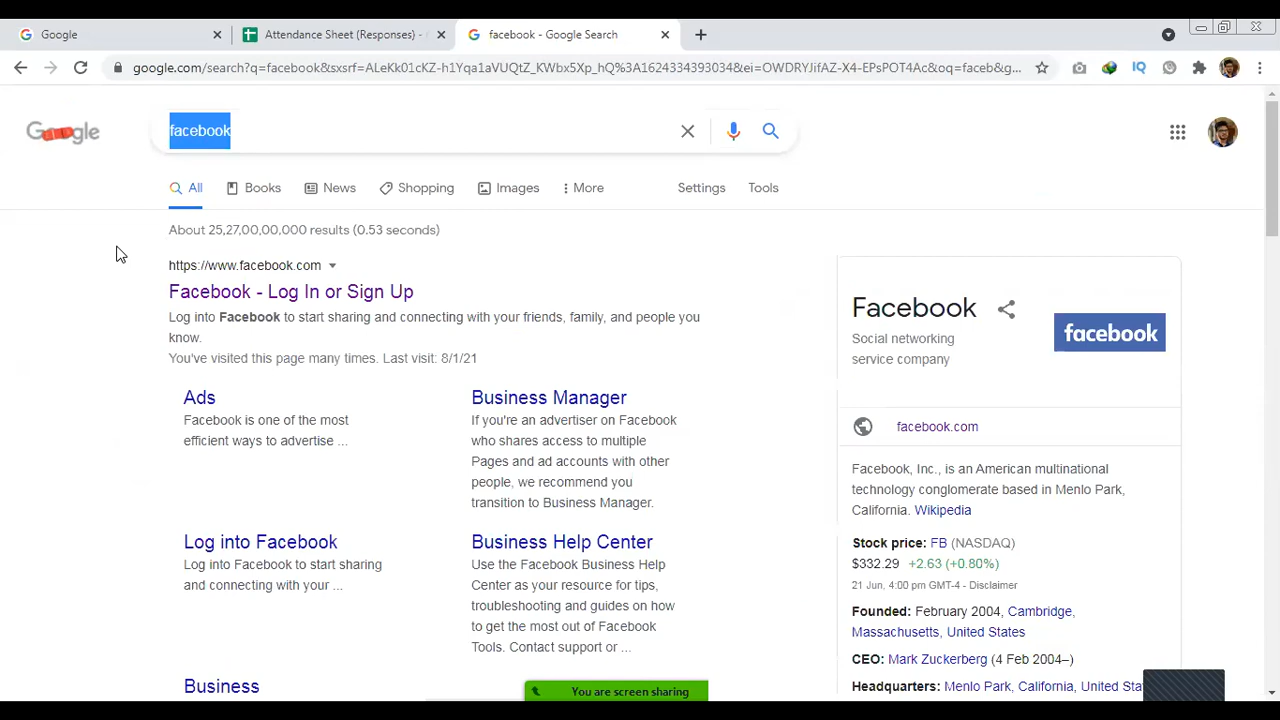 Google
Attendance Sheet (Responses) -
facebook - Google Search
google.com/search?q=facebook&sxsrf=ALeKk01cKZ-h1Yqa1aVUQtZ_KWbx5Xp_hQ%3A1624334393034&ei=OWDRYJifAZ-X4-EPsPOT4Ac&oq=faceb&g...
Google
facebook
All
Books
News
Shopping
Images
More
Settings
Tools
About 25,27,00,00,000 results (0.53 seconds)
https://www.facebook.com
Facebook - Log In or Sign Up
Log into Facebook to start sharing and connecting with your friends, family, and people you
know.
You've visited this page many times. Last visit: 8/1/21
Ads
Facebook is one of the most
efficient ways to advertise ...
Business Manager
If you're an advertiser on Facebook
who shares access to multiple
Pages and ad accounts with other
people, we recommend you
transition to Business Manager.
Log into Facebook
Log into Facebook to start sharing
and connecting with your ...
Business Help Center
Use the Facebook Business Help
Center as your resource for tips,
troubleshooting and guides on how
to get the most out of Facebook
Tools. Contact support or ...
Business
Facebook
Social networking
service company
facebook
facebook.com
Facebook, Inc., is an American multinational
technology conglomerate based in Menlo Park,
California. Wikipedia
Stock price: FB (NASDAQ)
$332.29 +2.63 (+0.80%)
21 Jun, 4:00 pm GMT-4 - Disclaimer
Founded: February 2004, Cambridge,
Massachusetts, United States
CEO: Mark Zuckerberg (4 Feb 2004–)
Headquarters: Menlo Park, California, United Sta
You are screen sharing